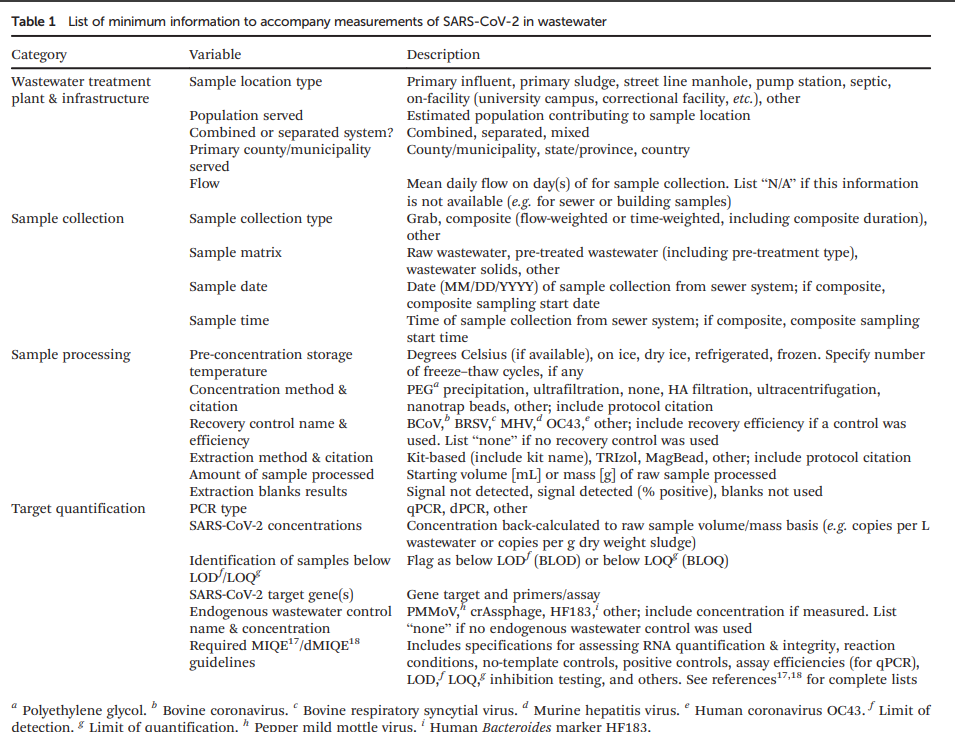 Table 1 List of minimum information to accompany measurements of SARS-CoV-2 in wastewater
Category Variable Description
Wastewater treatment Sample location type Primary influent, primary sludge, street line manhole, pump station, septic,
plant & infrastructure on-facility (university campus, correctional facility, etc.), other
Population served Estimated population contributing to sample location
Combined or separated system? Combined, separated, mixed
Primary county/municipality County/municipality, state/province, country
served
Flow Mean daily flow on day(s) of for sample collection. List “N/A” if this information
is not available (e.g. for sewer or building samples)
Sample collection Sample collection type Grab, composite (flow-weighted or time-weighted, including composite duration),
other
Sample matrix Raw wastewater, pre-treated wastewater (including pre-treatment type),
wastewater solids, other
Sample date Date (MM/DD/YYYY) of sample collection from sewer system; if composite,
composite sampling start date
Sample time Time of sample collection from sewer system; if composite, composite sampling
start time
Sample processing Pre-concentration storage Degrees Celsius (if available), on ice, dry ice, refrigerated, frozen. Specify number
temperature of freeze–thaw cycles, if any
Concentration method & PEGᵃ precipitation, ultrafiltration, none, HA filtration, ultracentrifugation,
citation nanotrap beads, other; include protocol citation
Recovery control name & BCoV,ᵇ BRSV,ᶜ MHV,ᵈ OC43,ᵉ other; include recovery efficiency if a control was
efficiency used. List “none” if no recovery control was used
Extraction method & citation Kit-based (include kit name), TRIzol, MagBead, other; include protocol citation
Amount of sample processed Starting volume [mL] or mass [g] of raw sample processed
Extraction blanks results Signal not detected, signal detected (% positive), blanks not used
Target quantification PCR type qPCR, dPCR, other
SARS-CoV-2 concentrations Concentration back-calculated to raw sample volume/mass basis (e.g. copies per L
wastewater or copies per g dry weight sludge)
Identification of samples below Flag as below LODᶠ (BLOD) or below LOQᵍ (BLOQ)
LODᶠ/LOQᵍ
SARS-CoV-2 target gene(s) Gene target and primers/assay
Endogenous wastewater control PMMoV,ʰ crAssphage, HF183,ⁱ other; include concentration if measured. List
name & concentration “none” if no endogenous wastewater control was used
Required MIQE¹⁷/dMIQE¹⁸ Includes specifications for assessing RNA quantification & integrity, reaction
guidelines conditions, no-template controls, positive controls, assay efficiencies (for qPCR),
LOD,ᶠ LOQ,ᵍ inhibition testing, and others. See references¹⁷,¹⁸ for complete lists
ᵃ Polyethylene glycol. ᵇ Bovine coronavirus. ᶜ Bovine respiratory syncytial virus. ᵈ Murine hepatitis virus. ᵉ Human coronavirus OC43. ᶠ Limit of
detection. ᵍ Limit of quantification. ʰ Pepper mild mottle virus. ⁱ Human Bacteroides marker HF183.